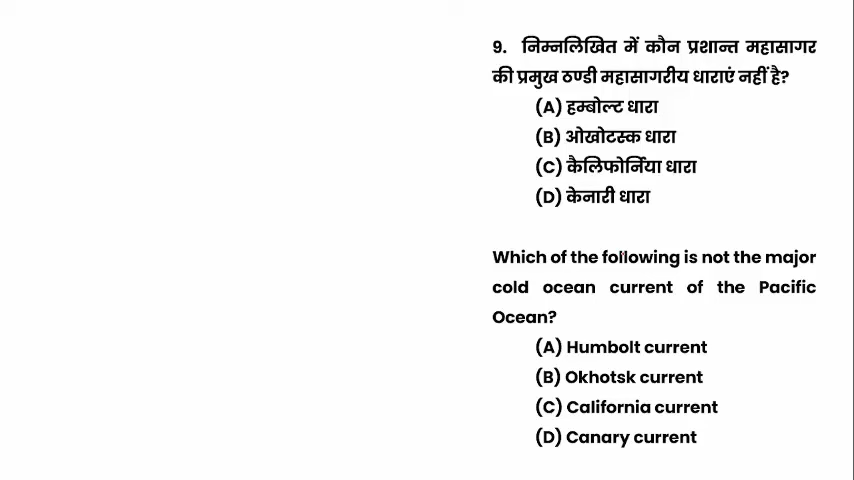 9. निम्नलिखित में कौन प्रशान्त महासागर
की प्रमुख ठण्डी महासागरीय धाराएं नहीं है?
(A) हम्बोल्ट धारा
(B) ओखोटस्क धारा
(C) कैलिफोर्निया धारा
(D) केनारी धारा
Which of the following is not the major
cold ocean current of the Pacific
Ocean?
(A) Humbolt current
(B) Okhotsk current
(C) California current
(D) Canary current